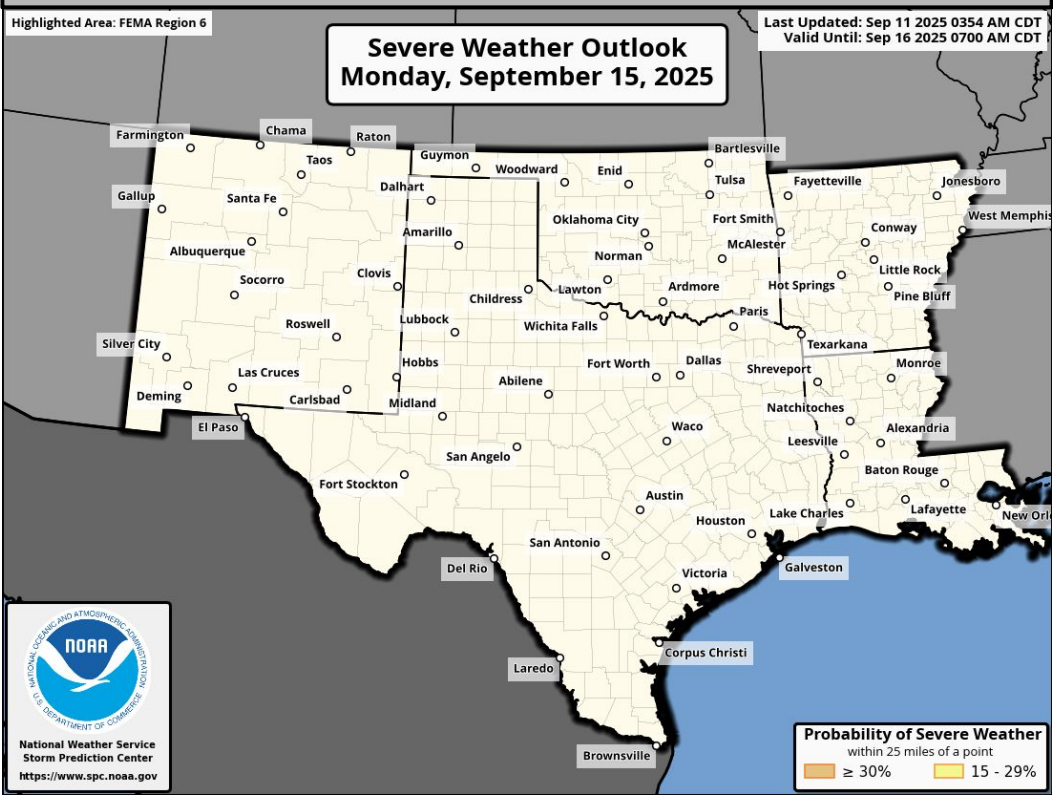 Highlighted Area: FEMA Region 6
Last Updated: Sep 11 2025 0354 AM CDT
Valid Until: Sep 16 2025 0700 AM CDT
Severe Weather Outlook
Monday, September 15, 2025
Farmington
Chama
Raton
Taos
Guymon
Woodward
Enid
Bartlesville
Tulsa
Fayetteville
Jonesboro
Gallup
Santa Fe
Dalhart
Amarillo
Oklahoma City
Fort Smith
West Memphis
Albuquerque
Norman
McAlester
Conway
Socorro
Clovis
Childress
Lawton
Ardmore
Hot Springs
Little Rock
Pine Bluff
Roswell
Lubbock
Wichita Falls
Paris
Texarkana
Silver City
Las Cruces
Hobbs
Fort Worth
Dallas
Shreveport
Monroe
Deming
Carlsbad
Midland
Abilene
Natchitoches
El Paso
San Angelo
Waco
Leesville
Alexandria
Fort Stockton
Baton Rouge
Austin
Houston
Lake Charles
Lafayette
New Orl
Del Rio
San Antonio
Galveston
Victoria
Laredo
Corpus Christi
Brownsville
NATIONAL OCEANIC AND ATMOSPHERIC ADMINISTRATION
NOAA
U.S. DEPARTMENT OF COMMERCE
National Weather Service
Storm Prediction Center
https://www.spc.noaa.gov
Probability of Severe Weather
within 25 miles of a point
≥ 30%
15 - 29%